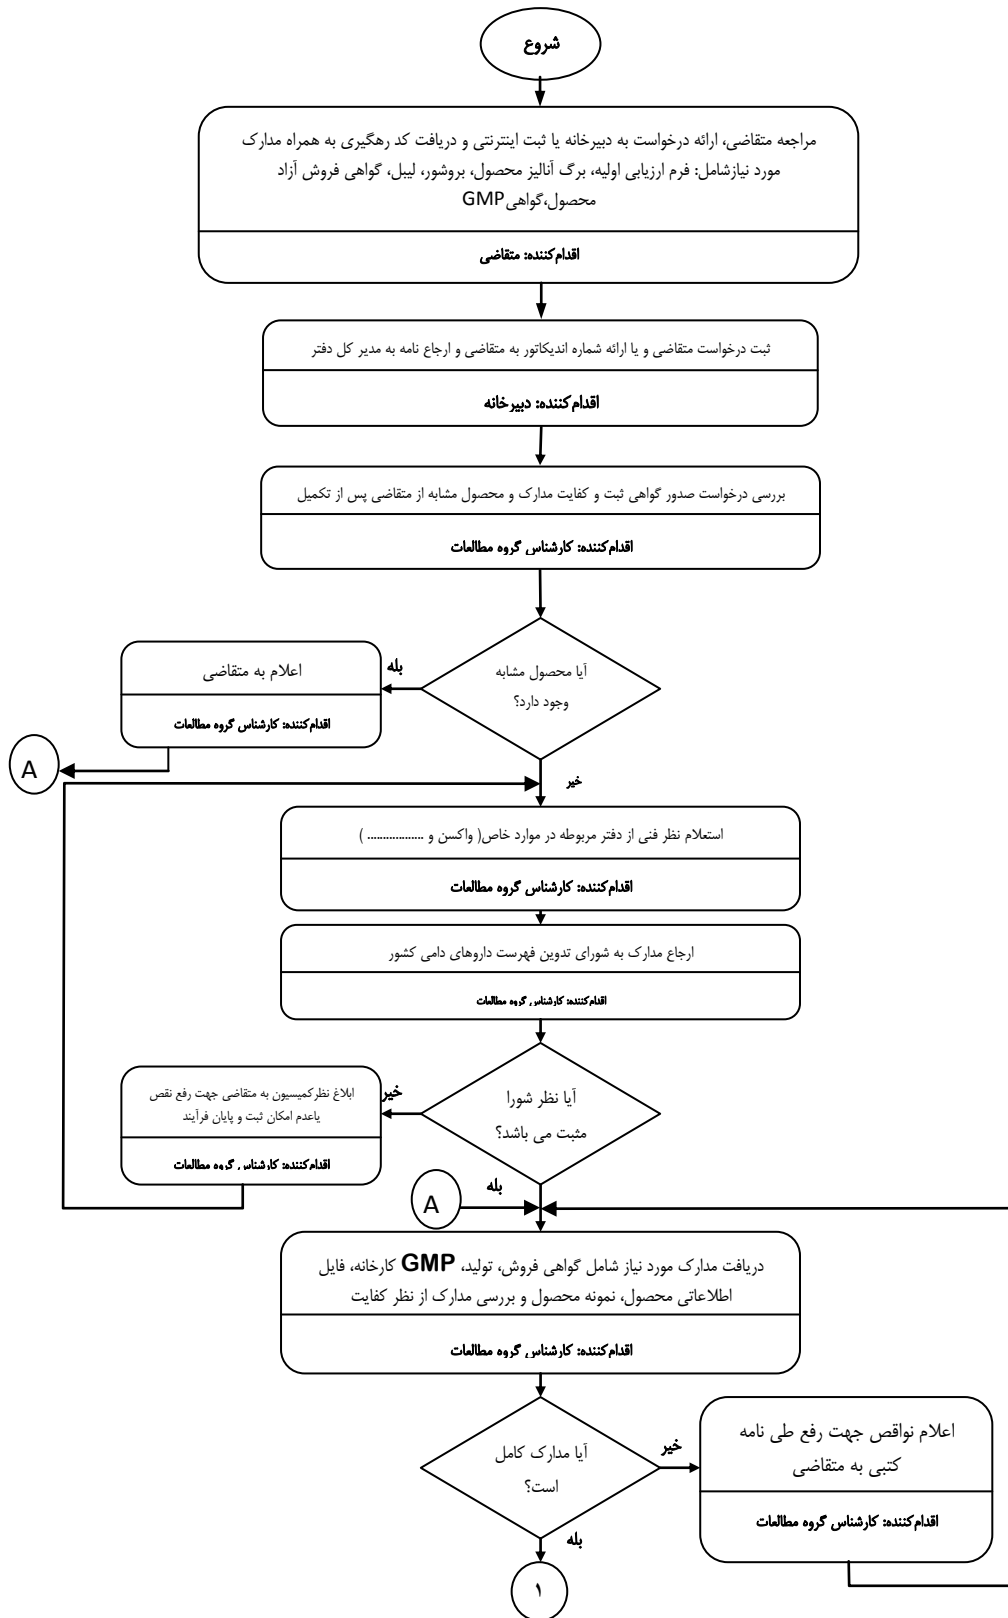 شروع
مراجعه متقاضی، ارائه درخواست به دبیرخانه یا ثبت اینترنتی و دریافت کد رهگیری به همراه مدارک
مورد نیازشامل: فرم ارزیابی اولیه، برگ آنالیز محصول، بروشور، لیبل، گواهی فروش آزاد
محصول،گواهیGMP
اقدام‌کننده: متقاضی
ثبت درخواست متقاضی و یا ارائه شماره اندیکاتور به متقاضی و ارجاع نامه به مدیر کل دفتر
اقدام‌کننده: دبیرخانه
بررسی درخواست صدور گواهی ثبت و کفایت مدارک و محصول مشابه از متقاضی پس از تکمیل
اقدام‌کننده: کارشناس گروه مطالعات
آیا محصول مشابه
وجود دارد؟
بله
اعلام به متقاضی
اقدام‌کننده: کارشناس گروه مطالعات
A
خیر
استعلام نظر فنی از دفتر مربوطه در موارد خاص( واکسن و .................. )
اقدام‌کننده: کارشناس گروه مطالعات
ارجاع مدارک به شورای تدوین فهرست داروهای دامی کشور
اقدام‌کننده: کارشناس گروه مطالعات
آیا نظر شورا
مثبت می باشد؟
خیر
ابلاغ نظرکمیسیون به متقاضی جهت رفع نقص
یاعدم امکان ثبت و پایان فرآیند
اقدام‌کننده: کارشناس گروه مطالعات
بله
A
دریافت مدارک مورد نیاز شامل گواهی فروش، تولید، GMP کارخانه، فایل
اطلاعاتی محصول، نمونه محصول و بررسی مدارک از نظر کفایت
اقدام‌کننده: کارشناس گروه مطالعات
آیا مدارک کامل
است؟
خیر
اعلام نواقص جهت رفع طی نامه
کتبی به متقاضی
اقدام‌کننده: کارشناس گروه مطالعات
بله
۱